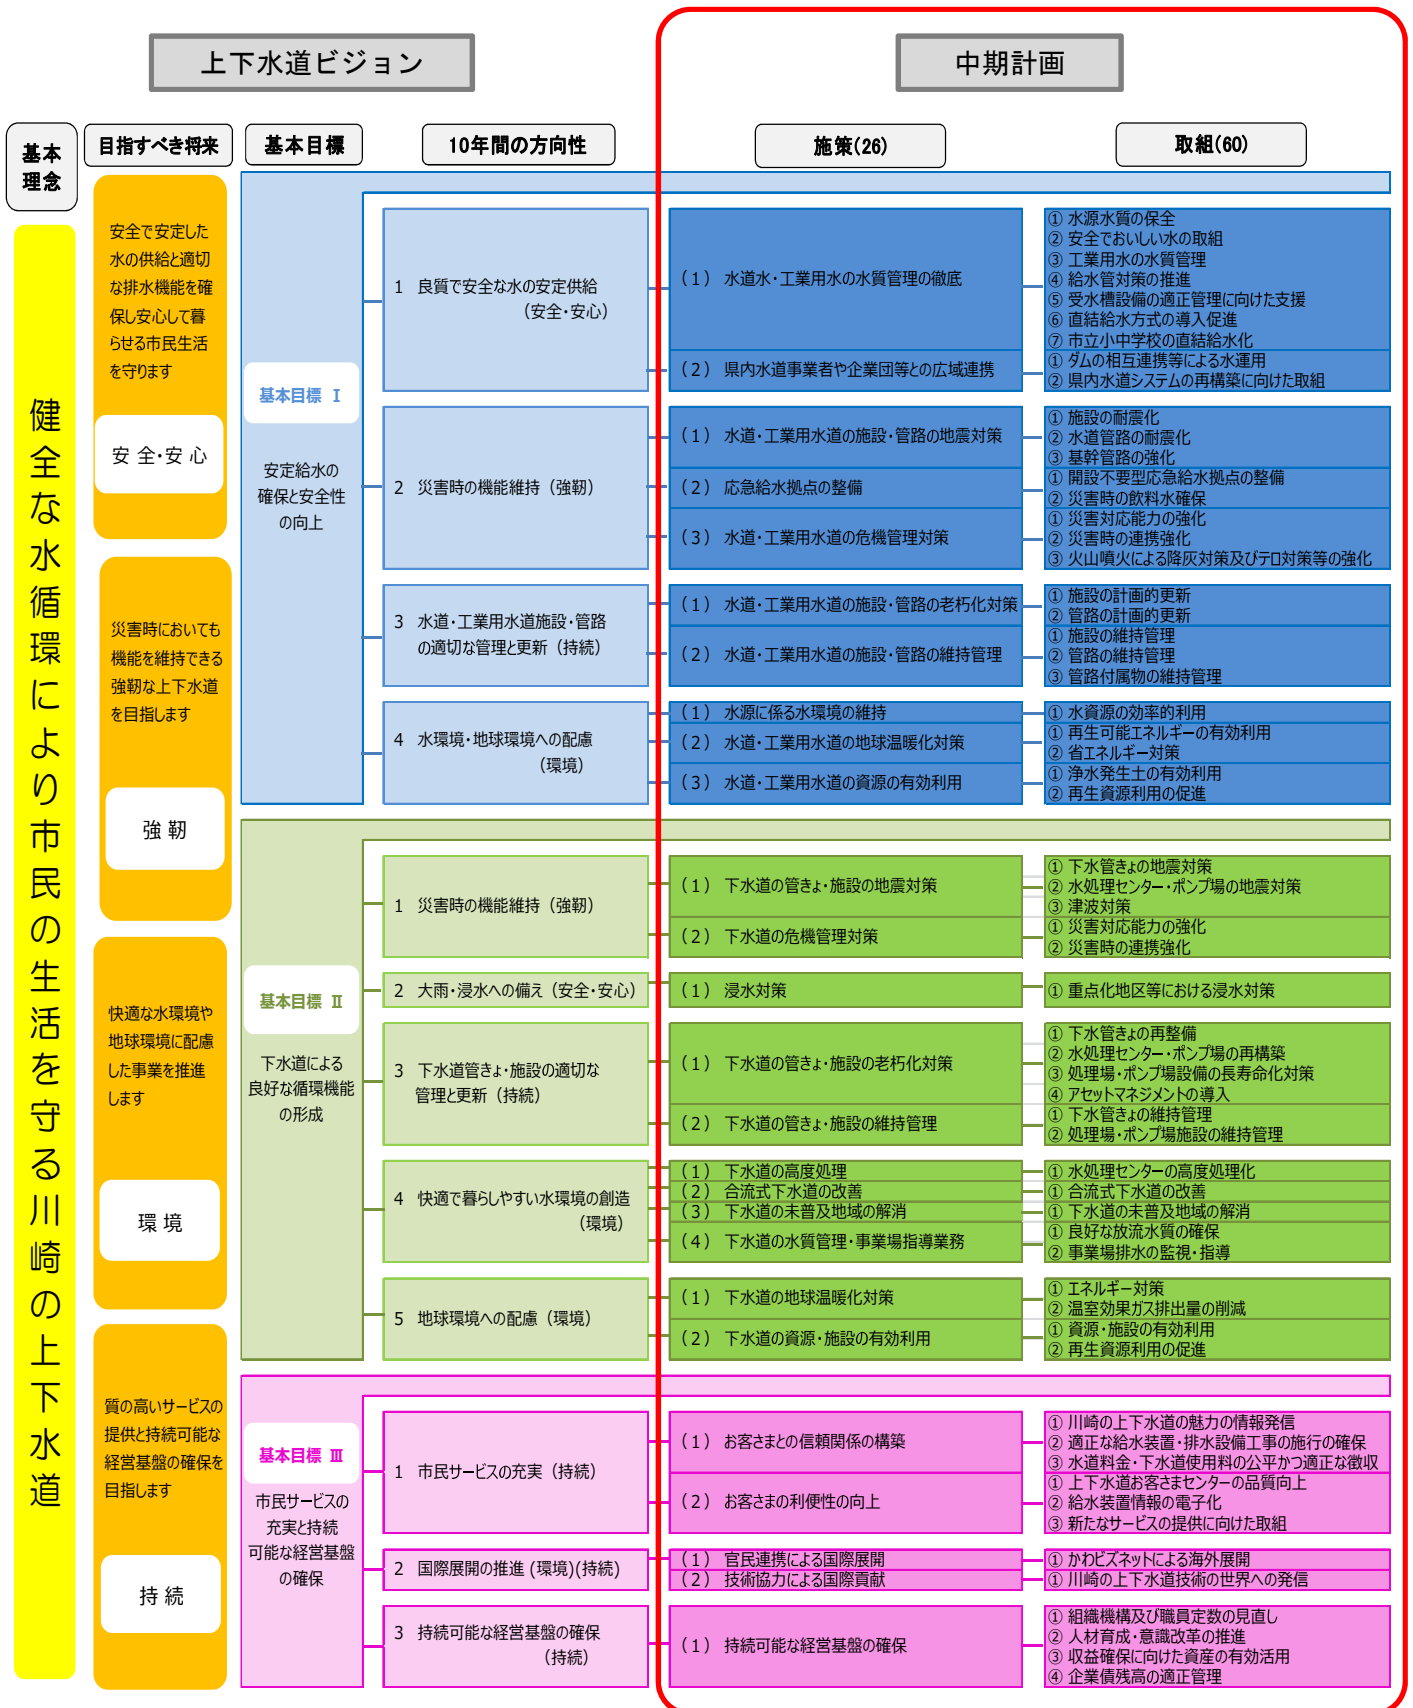 上下水道ビジョン
中期計画
基本
理念
目指すべき将来
基本目標
10年間の方向性
施策(26)
取組(60)
健全な水循環により市民の生活を守る川崎の上下水道
安全で安定した
水の供給と適切
な排水機能を確
保し安心して暮
らせる市民生活
を守ります
安全・安心
災害時においても
機能を維持できる
強靭な上下水道
を目指します
強靭
快適な水環境や
地球環境に配慮
した事業を推進
します
環境
質の高いサービスの
提供と持続可能な
経営基盤の確保を
目指します
持続
基本目標 Ⅰ
安定給水の
確保と安全性
の向上
1 良質で安全な水の安定供給
(安全・安心)
(1) 水道水・工業用水の水質管理の徹底
① 水源水質の保全
② 安全でおいしい水の取組
③ 工業用水の水質管理
④ 給水管対策の推進
⑤ 受水槽設備の適正管理に向けた支援
⑥ 直結給水方式の導入促進
⑦ 市立小中学校の直結給水化
(2) 県内水道事業者や企業団等との広域連携
① ダムの相互連携等による水運用
② 県内水道システムの再構築に向けた取組
2 災害時の機能維持(強靭)
(1) 水道・工業用水道の施設・管路の地震対策
① 施設の耐震化
② 水道管路の耐震化
③ 基幹管路の強化
(2) 応急給水拠点の整備
① 開設不要型応急給水拠点の整備
② 災害時の飲料水確保
(3) 水道・工業用水道の危機管理対策
① 災害対応能力の強化
② 災害時の連携強化
③ 火山噴火による降灰対策及びテロ対策等の強化
3 水道・工業用水道施設・管路
の適切な管理と更新(持続)
(1) 水道・工業用水道の施設・管路の老朽化対策
① 施設の計画的更新
② 管路の計画的更新
(2) 水道・工業用水道の施設・管路の維持管理
① 施設の維持管理
② 管路の維持管理
③ 管路付属物の維持管理
4 水環境・地球環境への配慮
(環境)
(1) 水源に係る水環境の維持
① 水資源の効率的利用
(2) 水道・工業用水道の地球温暖化対策
① 再生可能エネルギーの有効利用
② 省エネルギー対策
(3) 水道・工業用水道の資源の有効利用
① 浄水発生土の有効利用
② 再生資源利用の促進
基本目標 Ⅱ
下水道による
良好な循環機能
の形成
1 災害時の機能維持(強靭)
(1) 下水道の管きょ・施設の地震対策
① 下水管きょの地震対策
② 水処理センター・ポンプ場の地震対策
③ 津波対策
(2) 下水道の危機管理対策
① 災害対応能力の強化
② 災害時の連携強化
2 大雨・浸水への備え(安全・安心)
(1) 浸水対策
① 重点化地区等における浸水対策
3 下水道管きょ・施設の適切な
管理と更新(持続)
(1) 下水道の管きょ・施設の老朽化対策
① 下水管きょの再整備
② 水処理センター・ポンプ場の再構築
③ 処理場・ポンプ場設備の長寿命化対策
④ アセットマネジメントの導入
(2) 下水道の管きょ・施設の維持管理
① 下水管きょの維持管理
② 処理場・ポンプ場施設の維持管理
4 快適で暮らしやすい水環境の創造
(環境)
(1) 下水道の高度処理
① 水処理センターの高度処理化
(2) 合流式下水道の改善
① 合流式下水道の改善
(3) 下水道の未普及地域の解消
① 下水道の未普及地域の解消
(4) 下水道の水質管理・事業場指導業務
① 良好な放流水質の確保
② 事業場排水の監視・指導
5 地球環境への配慮(環境)
(1) 下水道の地球温暖化対策
① エネルギー対策
② 温室効果ガス排出量の削減
(2) 下水道の資源・施設の有効利用
① 資源・施設の有効利用
② 再生資源利用の促進
基本目標 Ⅲ
市民サービスの
充実と持続
可能な経営基盤
の確保
1 市民サービスの充実(持続)
(1) お客さまとの信頼関係の構築
① 川崎の上下水道の魅力の情報発信
② 適正な給水装置・排水設備工事の施行の確保
③ 水道料金・下水道使用料の公平かつ適正な徴収
(2) お客さまの利便性の向上
① 上下水道お客さまセンターの品質向上
② 給水装置情報の電子化
③ 新たなサービスの提供に向けた取組
2 国際展開の推進 (環境)(持続)
(1) 官民連携による国際展開
① かわビズネットによる海外展開
(2) 技術協力による国際貢献
① 川崎の上下水道技術の世界への発信
3 持続可能な経営基盤の確保
(持続)
(1) 持続可能な経営基盤の確保
① 組織機構及び職員定数の見直し
② 人材育成・意識改革の推進
③ 収益確保に向けた資産の有効活用
④ 企業債残高の適正管理